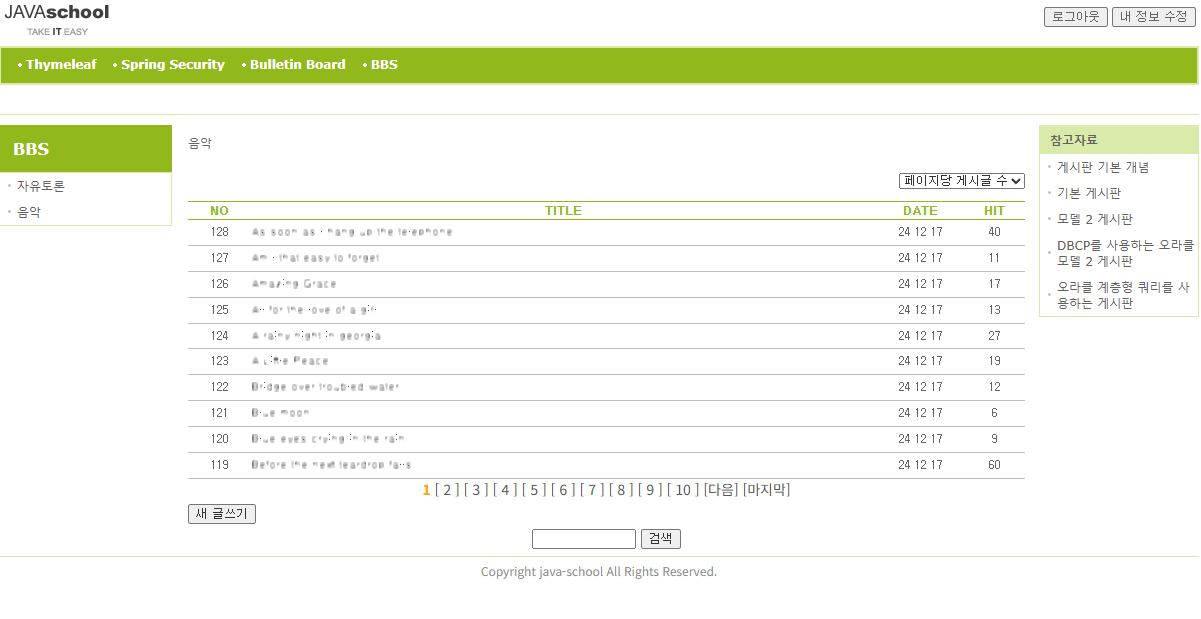 JAVAschool
TAKE IT EASY
로그아웃 내 정보 수정
Thymeleaf Spring Security Bulletin Board BBS
BBS
자유토론
음악
음악
페이지당 게시글 수
NO TITLE DATE HIT
128 As soon as I hang up the telephone 24 12 17 40
127 Am I that easy to forget 24 12 17 11
126 Amazing Grace 24 12 17 17
125 All for the love of a girl 24 12 17 13
124 A rainy night in georgia 24 12 17 27
123 A Little Peace 24 12 17 19
122 Bridge over troubled water 24 12 17 12
121 Blue moon 24 12 17 6
120 Blue eyes crying in the rain 24 12 17 9
119 Before the next teardrop falls 24 12 17 60
1 [ 2 ] [ 3 ] [ 4 ] [ 5 ] [ 6 ] [ 7 ] [ 8 ] [ 9 ] [ 10 ] [다음] [마지막]
새 글쓰기
검색
참고자료
게시판 기본 개념
기본 게시판
모델 2 게시판
DBCP를 사용하는 오라클
모델 2 게시판
오라클 계층형 쿼리를 사
용하는 게시판
Copyright java-school All Rights Reserved.